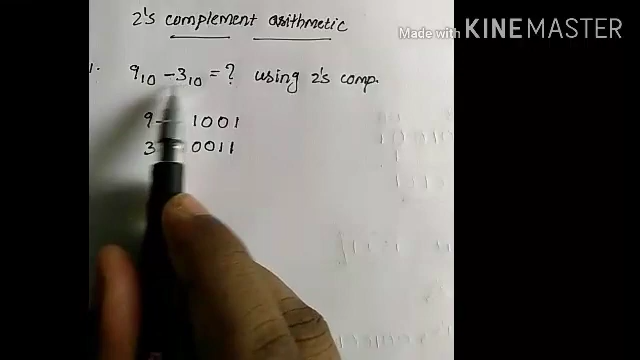 Made with KINEMASTER
2's complement arithmetic
1. 9₁₀ − 3₁₀ = ? using 2's comp.
9 – 1001
3 0011